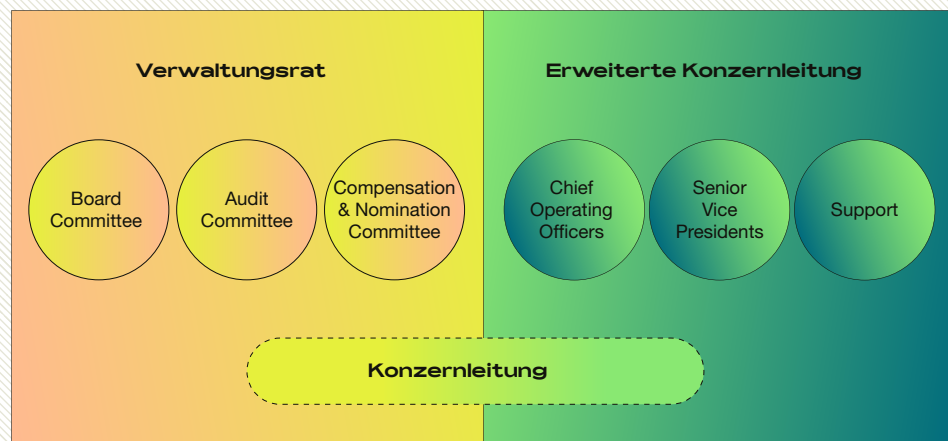 Verwaltungsrat
Board
Committee
Audit
Committee
Compensation
& Nomination
Committee
Erweiterte Konzernleitung
Chief
Operating
Officers
Senior
Vice
Presidents
Support
Konzernleitung